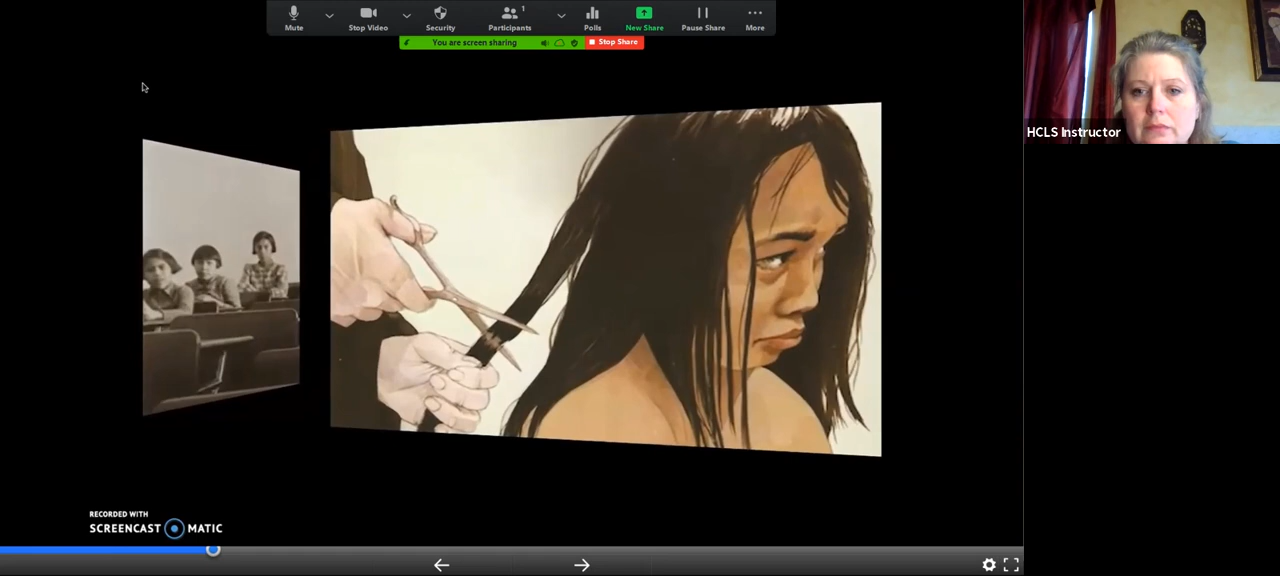 1
Mute
Stop Video
Security
Participants
Polls
New Share
Pause Share
More
You are screen sharing
Stop Share
HCLS Instructor
RECORDED WITH
SCREENCAST MATIC